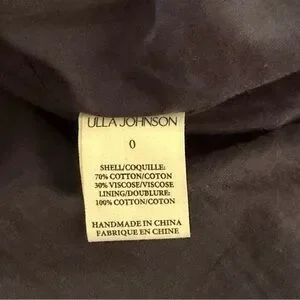 ULLA JOHNSON
0
SHELL/COQUILLE:
70% COTTON/COTON
30% VISCOSE/VISCOSE
LINING/DOUBLURE:
100% COTTON/COTON
HANDMADE IN CHINA
FABRIQUE EN CHINE